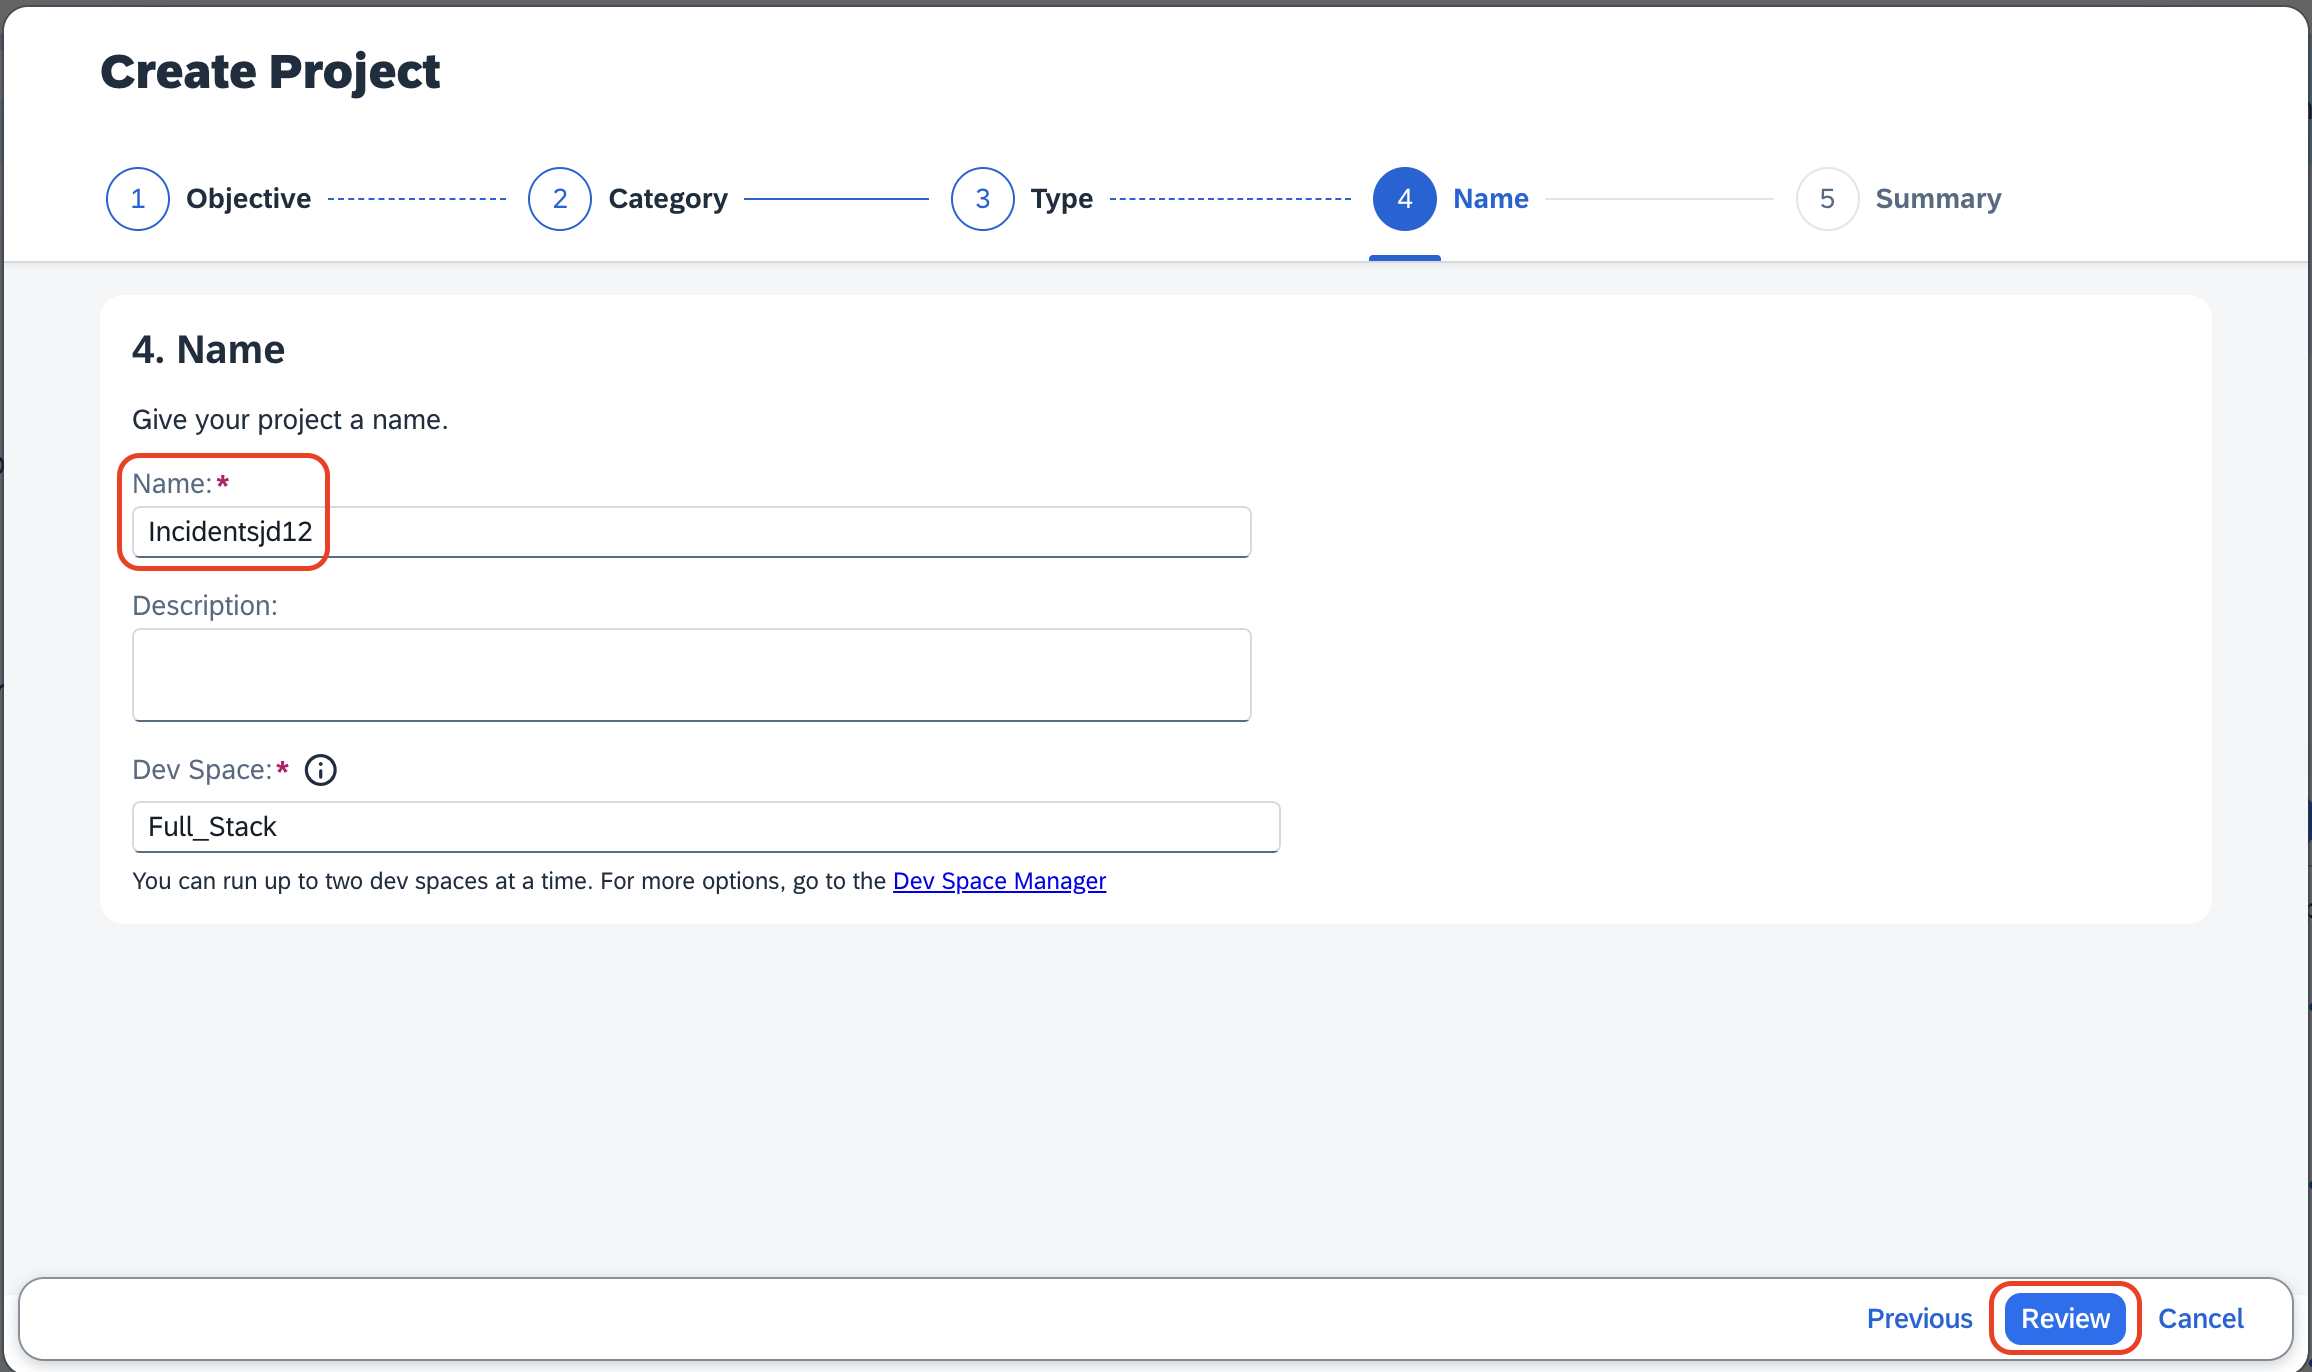 Create Project
1 Objective 2 Category 3 Type 4 Name 5 Summary
4. Name
Give your project a name.
Name:*
Incidentsjd12
Description:
Dev Space:*
Full_Stack
You can run up to two dev spaces at a time. For more options, go to the Dev Space Manager
Previous Review Cancel